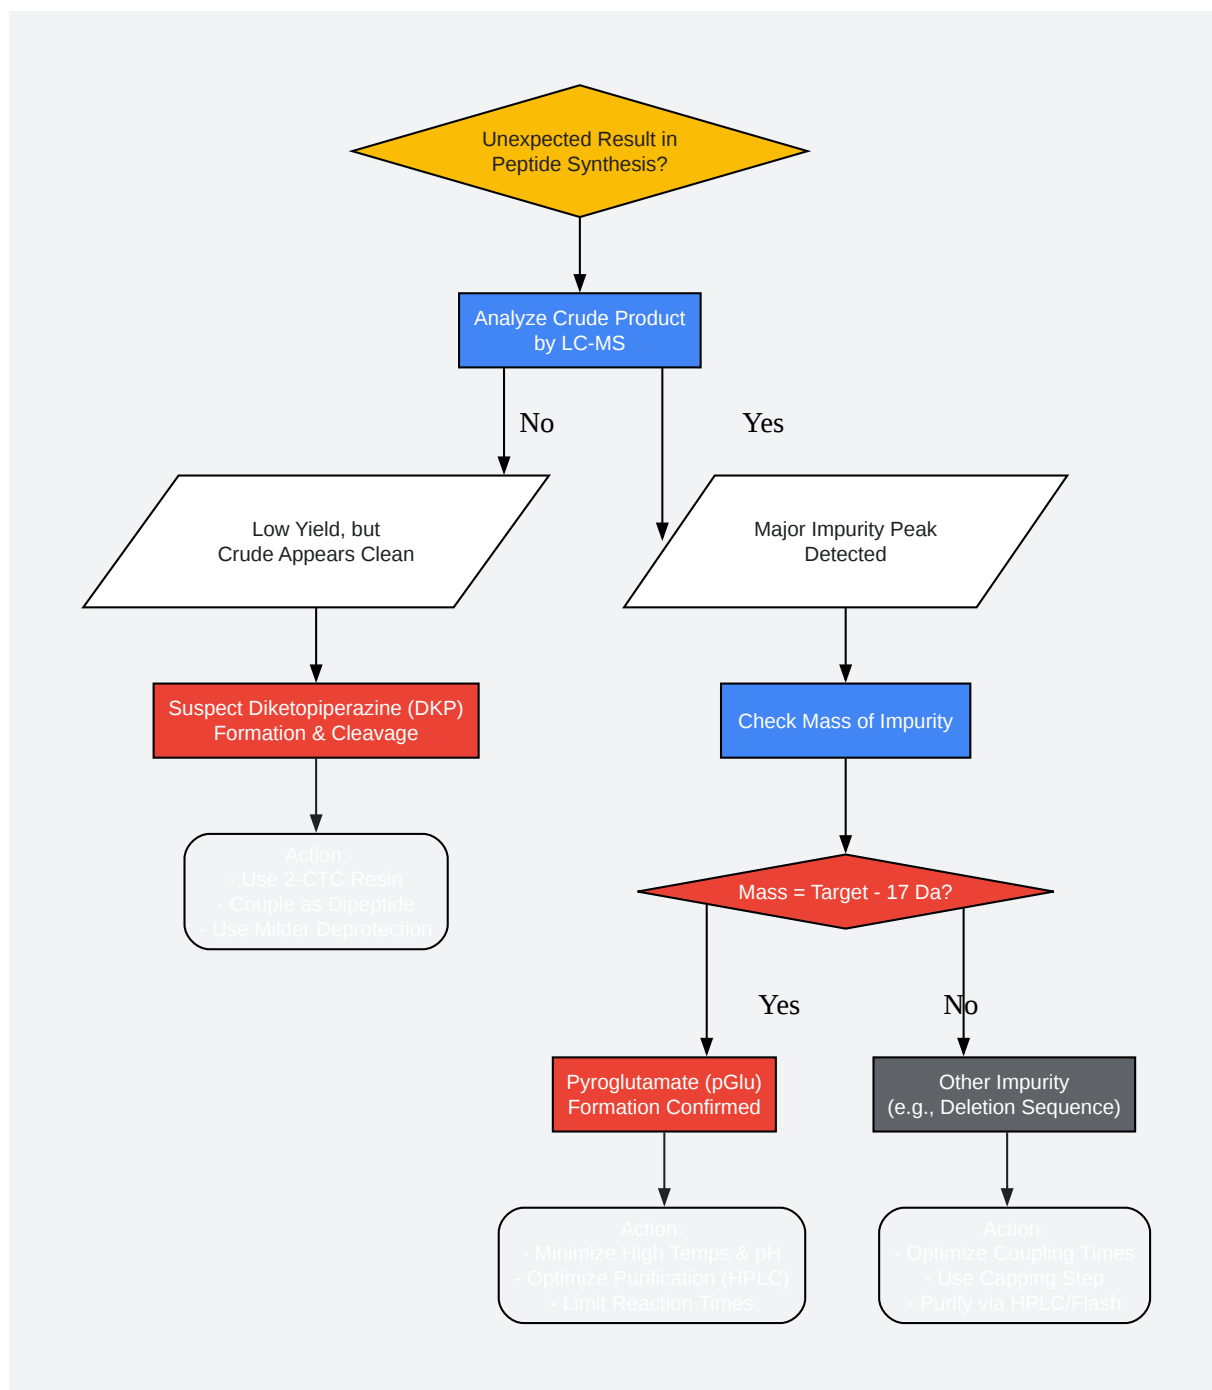 Unexpected Result in
Peptide Synthesis?
Analyze Crude Product
by LC-MS
No
Yes
Low Yield, but
Crude Appears Clean
Major Impurity Peak
Detected
Suspect Diketopiperazine (DKP)
Formation & Cleavage
Check Mass of Impurity
Action:
- Use 2-CTC Resin
- Couple as Dipeptide
- Use Milder Deprotection
Mass = Target - 17 Da?
Yes
No
Pyroglutamate (pGlu)
Formation Confirmed
Other Impurity
(e.g., Deletion Sequence)
Action:
- Minimize High Temps & pH
- Optimize Purification (HPLC)
- Limit Reaction Times
Action:
- Optimize Coupling Times
- Use Capping Step
- Purify via HPLC/Flash